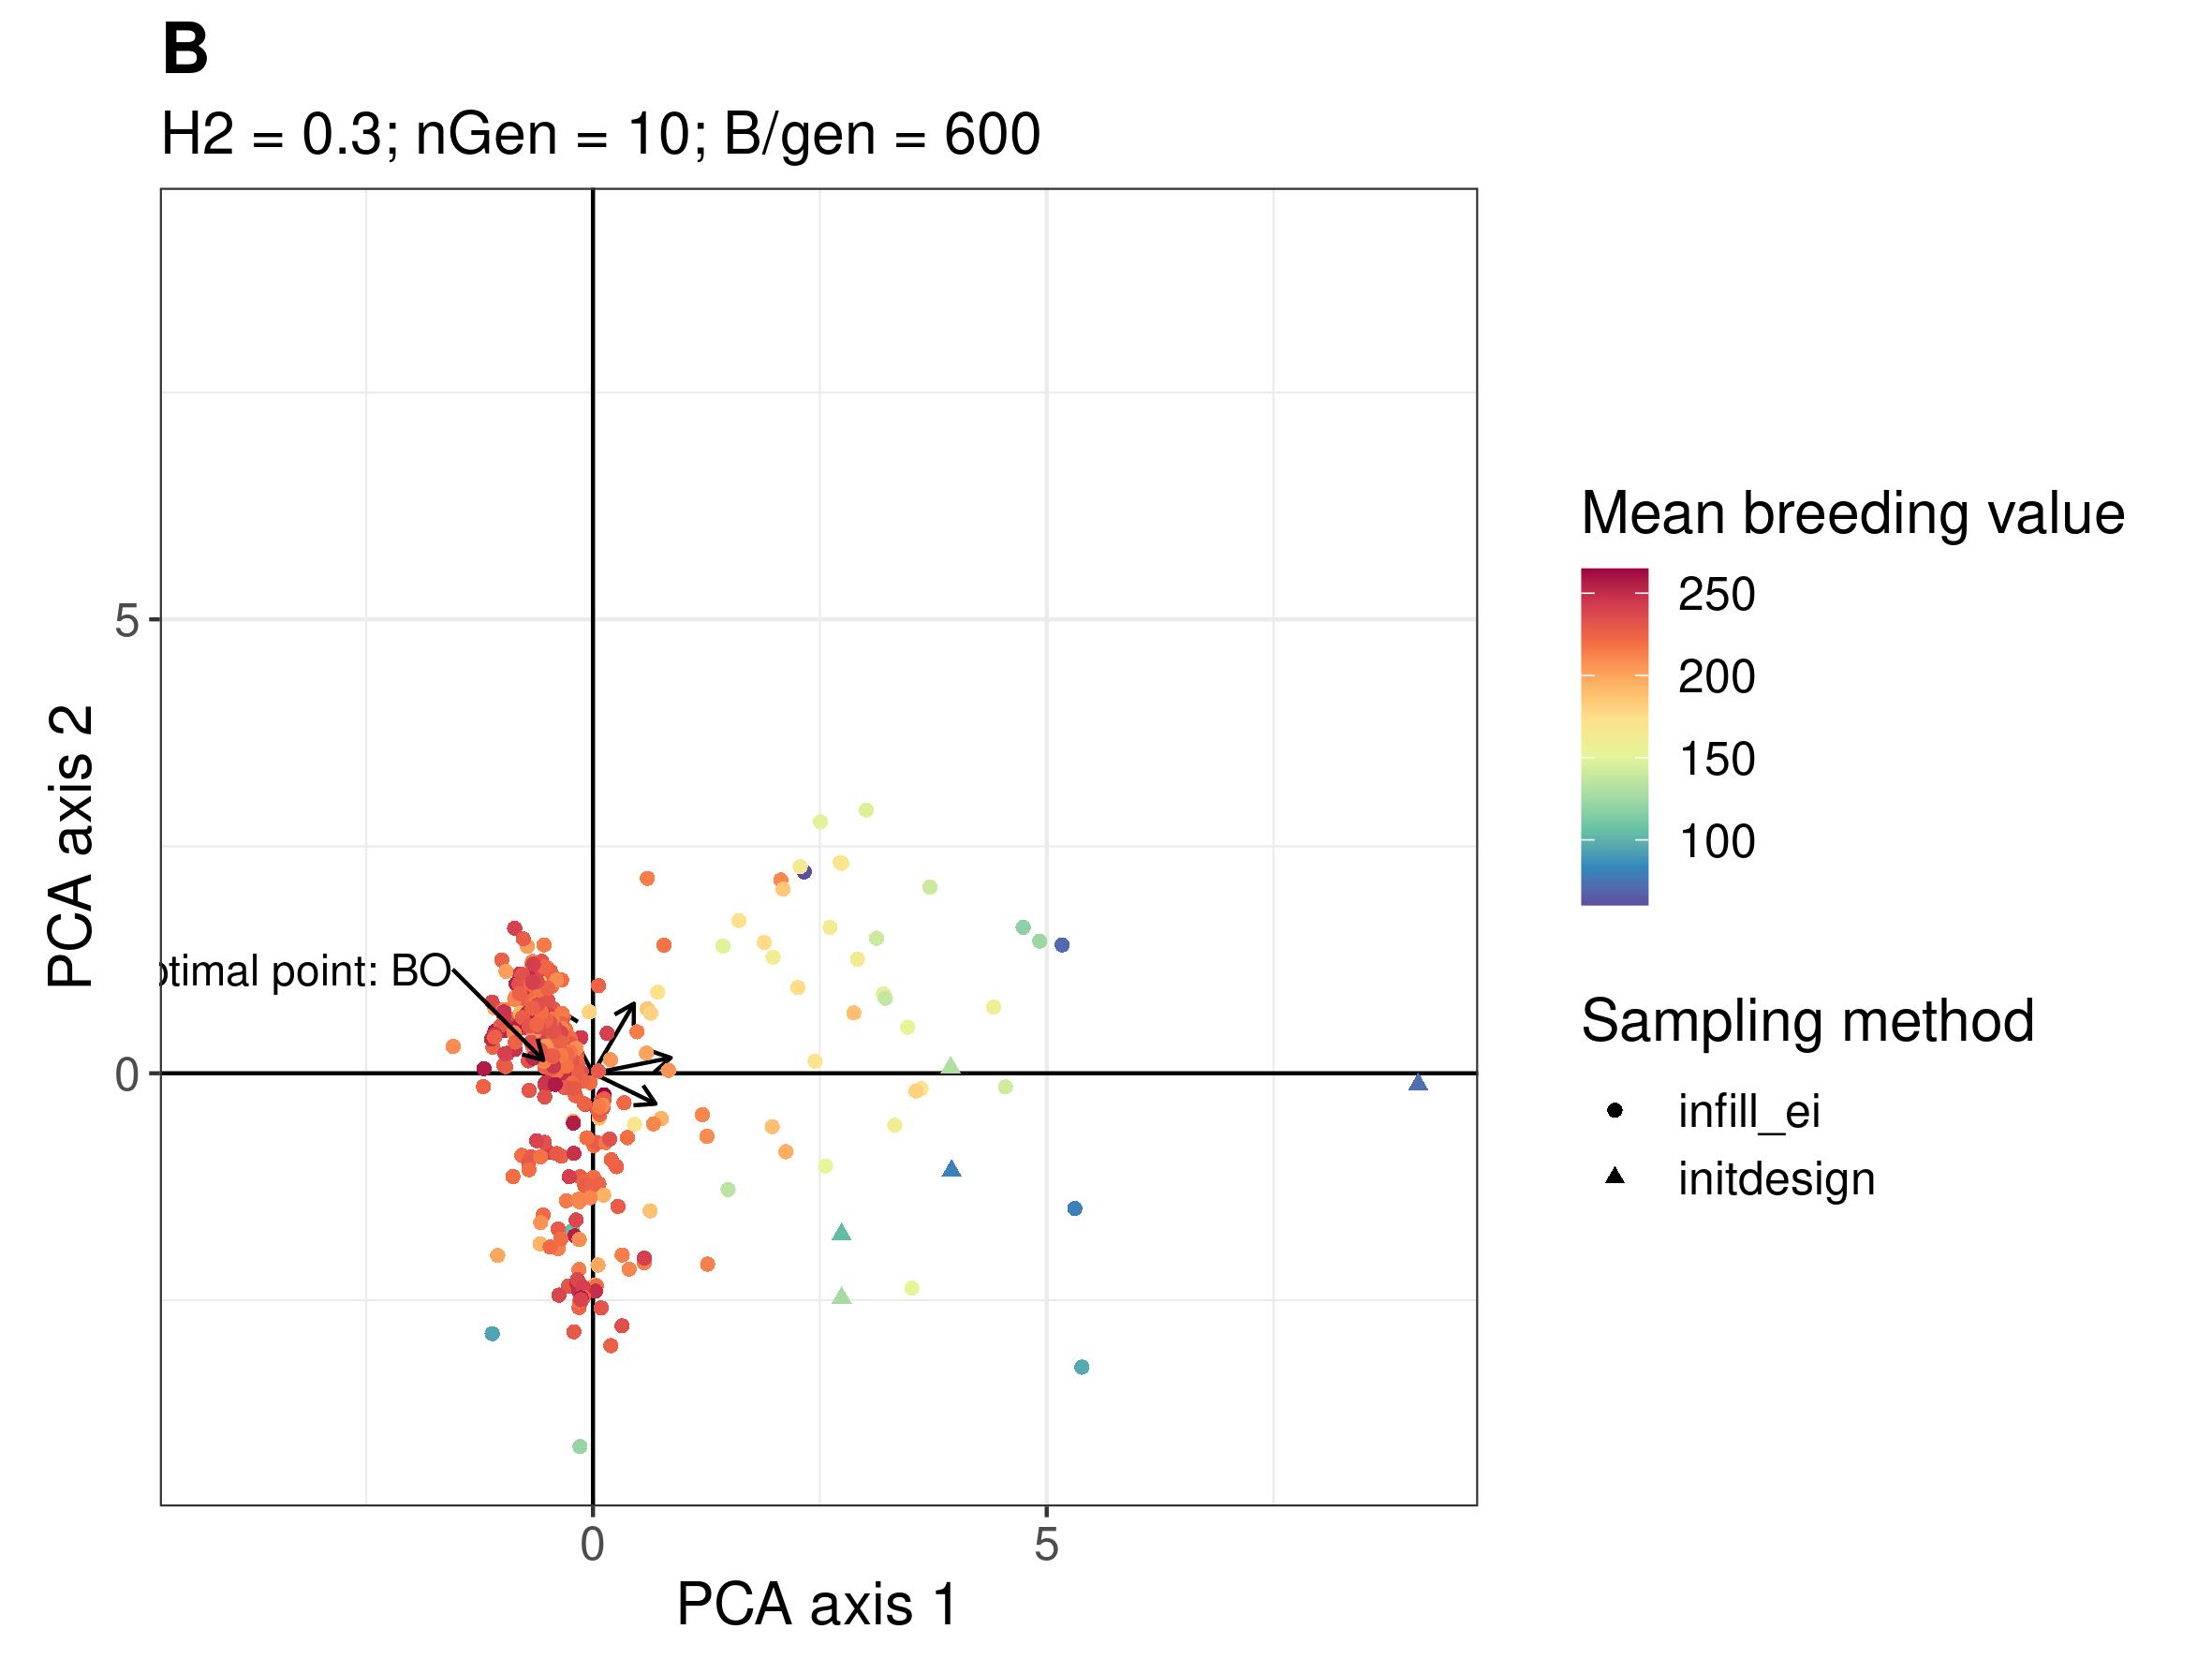 B
H2 = 0.3; nGen = 10; B/gen = 600
PCA axis 2
5
0
timal point: BO
0
5
PCA axis 1
Mean breeding value
250
200
150
100
Sampling method
infill_ei
initdesign